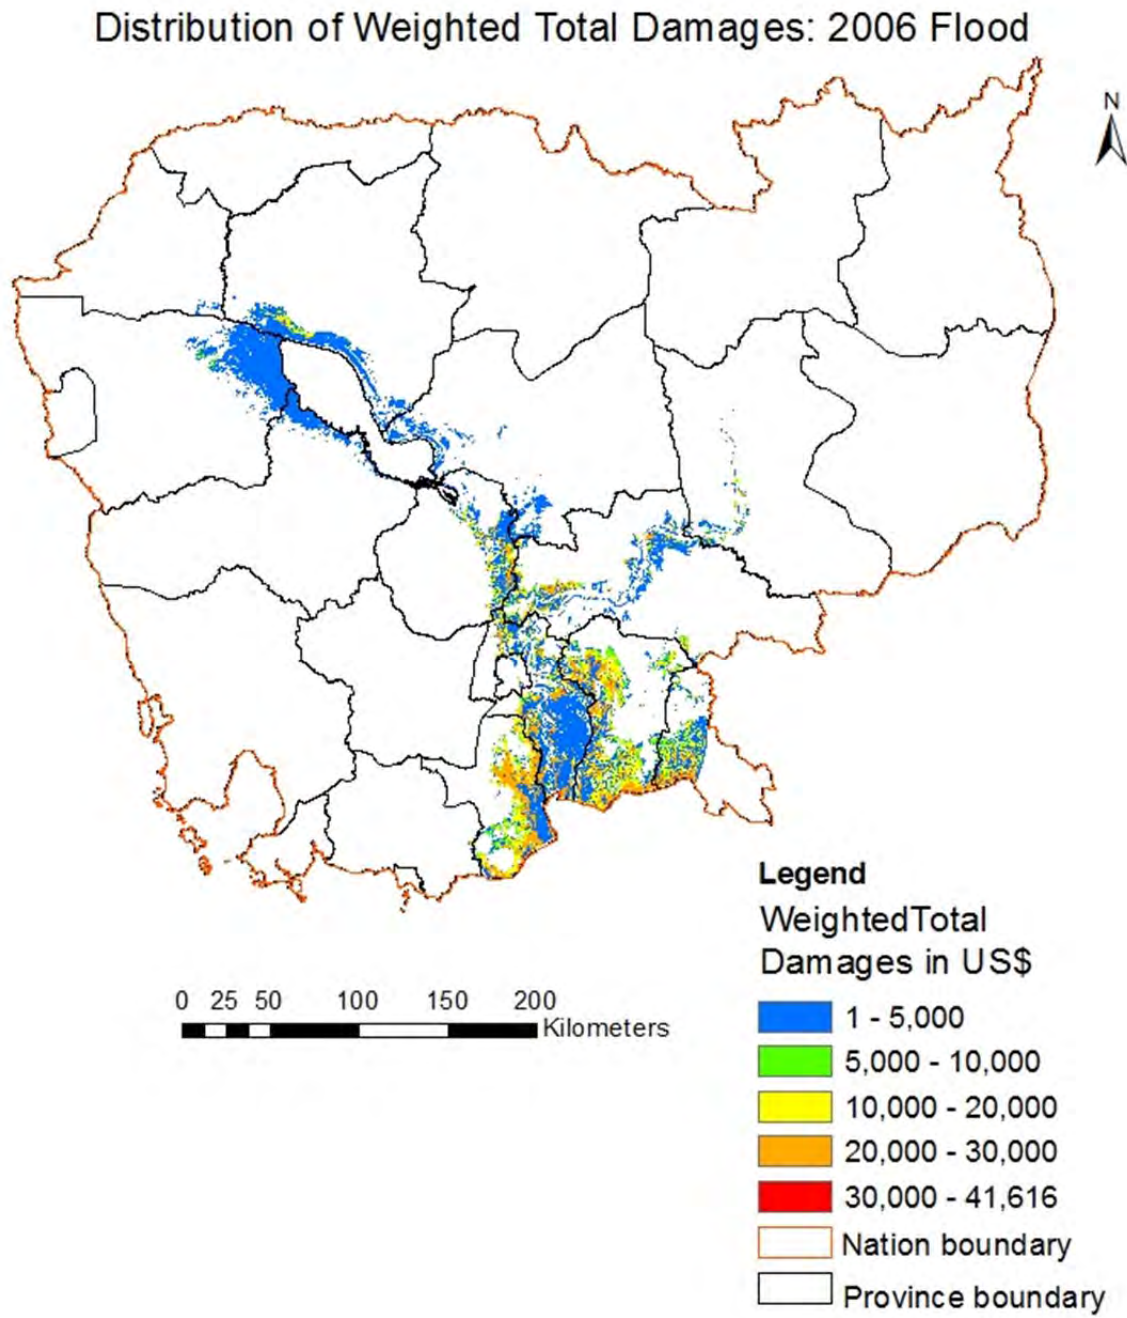 Distribution of Weighted Total Damages: 2006 Flood
N
Legend
WeightedTotal
Damages in US$
0 25 50 100 150 200
Kilometers
1 - 5,000
5,000 - 10,000
10,000 - 20,000
20,000 - 30,000
30,000 - 41,616
Nation boundary
Province boundary